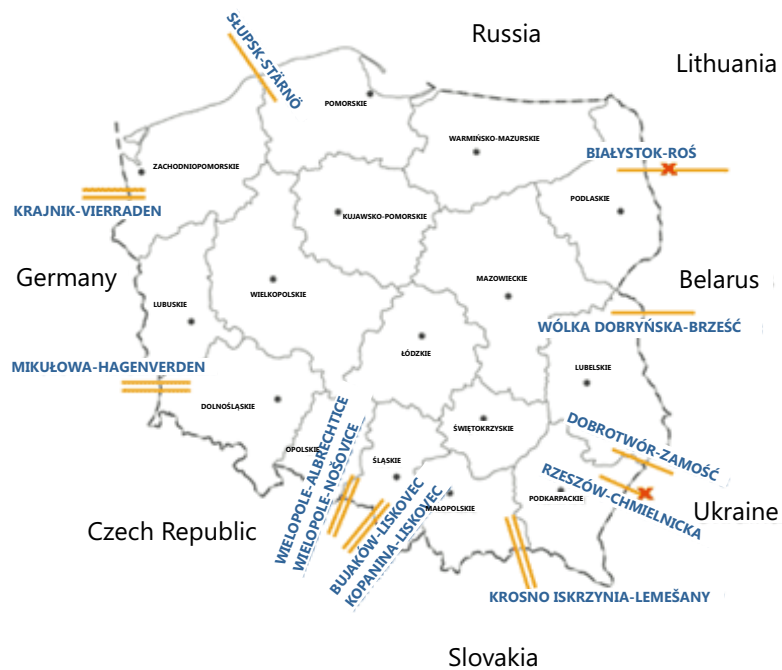 Russia
Lithuania
SŁUPSK-STÄRNÖ
POMORSKIE
WARMIŃSKO-MAZURSKIE
BIAŁYSTOK-ROŚ
ZACHODNIOPOMORSKIE
KRAJNIK-VIERRADEN
KUJAWSKO-POMORSKIE
PODLASKIE
Germany
MAZOWIECKIE
Belarus
WIELKOPOLSKIE
LUBUSKIE
WÓLKA DOBRYŃSKA-BRZEŚĆ
ŁÓDZKIE
MIKUŁOWA-HAGENVERDEN
LUBELSKIE
DOLNOŚLĄSKIE
ŚWIĘTOKRZYSKIE
DOBROTWÓR-ZAMOŚĆ
OPOLSKIE
ŚLĄSKIE
WIELOPOLE-ALBRECHTICE
WIELOPOLE-NOŠOVICE
BUJAKÓW-LISKOVEC
KOPANINA-LISKOVEC
MAŁOPOLSKIE
PODKARPACKIE
RZESZÓW-CHMIELNICKA
Ukraine
Czech Republic
KROSNO ISKRZYNIA-LEMEŠANY
Slovakia